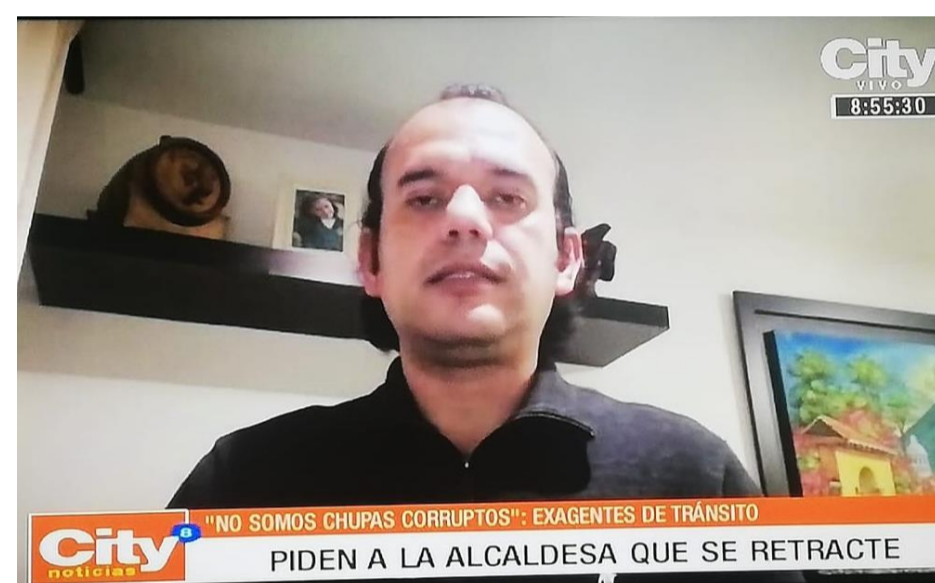 City
VIVO
8:55:30
"NO SOMOS CHUPAS CORRUPTOS": EXAGENTES DE TRÁNSITO
City
noticias
8
PIDEN A LA ALCALDESA QUE SE RETRACTE